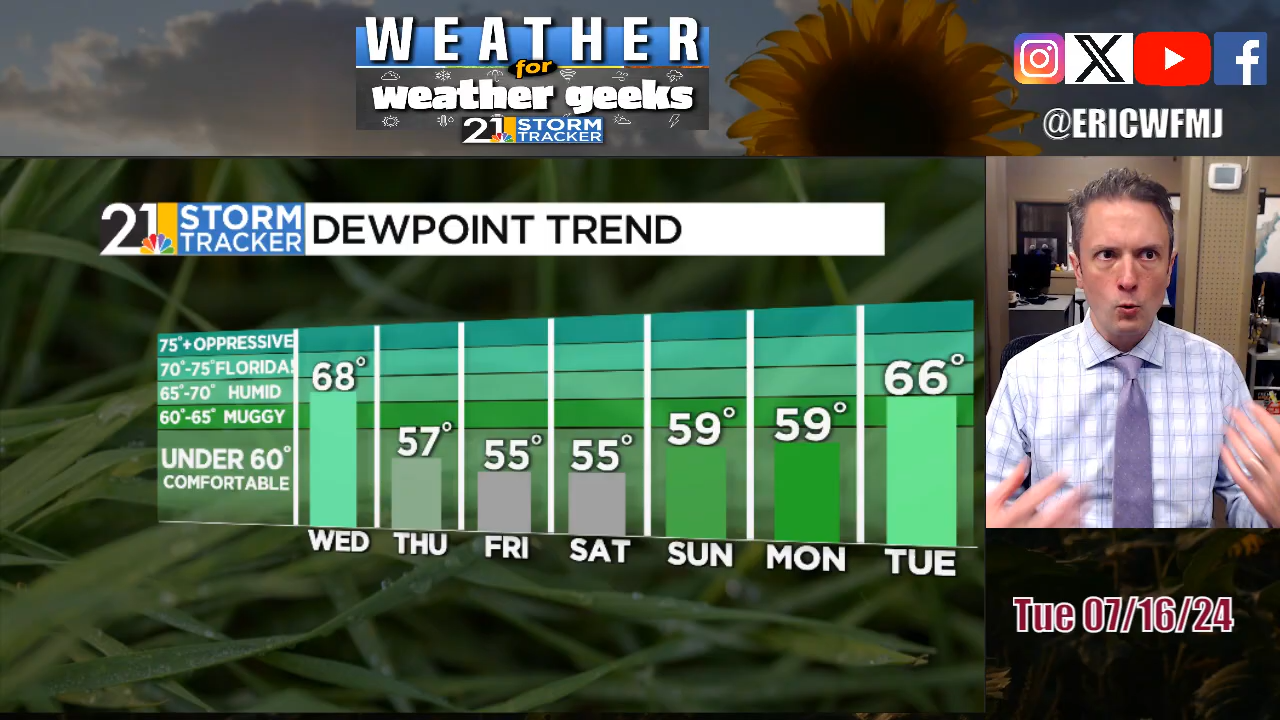 WEATHER
for
weather geeks
21 STORM
TRACKER
@ERICWFMJ
21 STORM
TRACKER
DEWPOINT TREND
75°+ OPPRESSIVE
70°-75° FLORIDA!
65°-70° HUMID
60°-65° MUGGY
UNDER 60°
COMFORTABLE
68° 57° 55° 55° 59° 59° 66°
WED THU FRI SAT SUN MON TUE
Tue 07/16/24